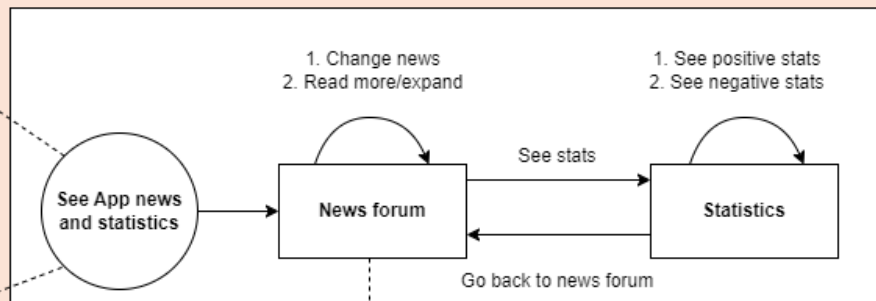 1. Change news
2. Read more/expand
1. See positive stats
2. See negative stats
See stats
See App news
and statistics
News forum
Statistics
Go back to news forum